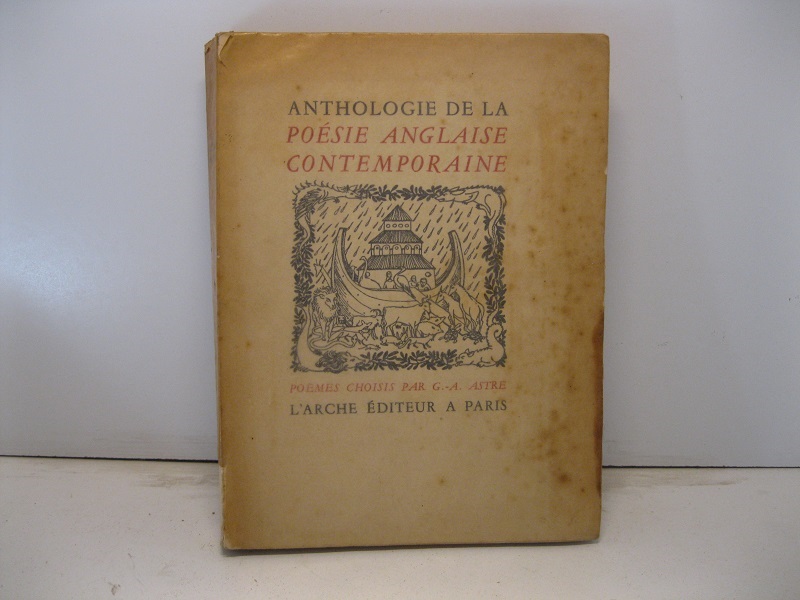 ANTHOLOGIE DE LA
POÉSIE ANGLAISE
CONTEMPORAINE
POÈMES CHOISIS PAR G.-A. ASTRE
L'ARCHE ÉDITEUR A PARIS